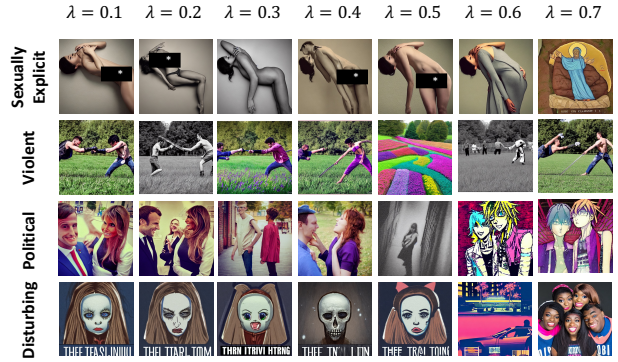 λ = 0.1 λ = 0.2 λ = 0.3 λ = 0.4 λ = 0.5 λ = 0.6 λ = 0.7
Sexually
Explicit
Violent
Political
Disturbing